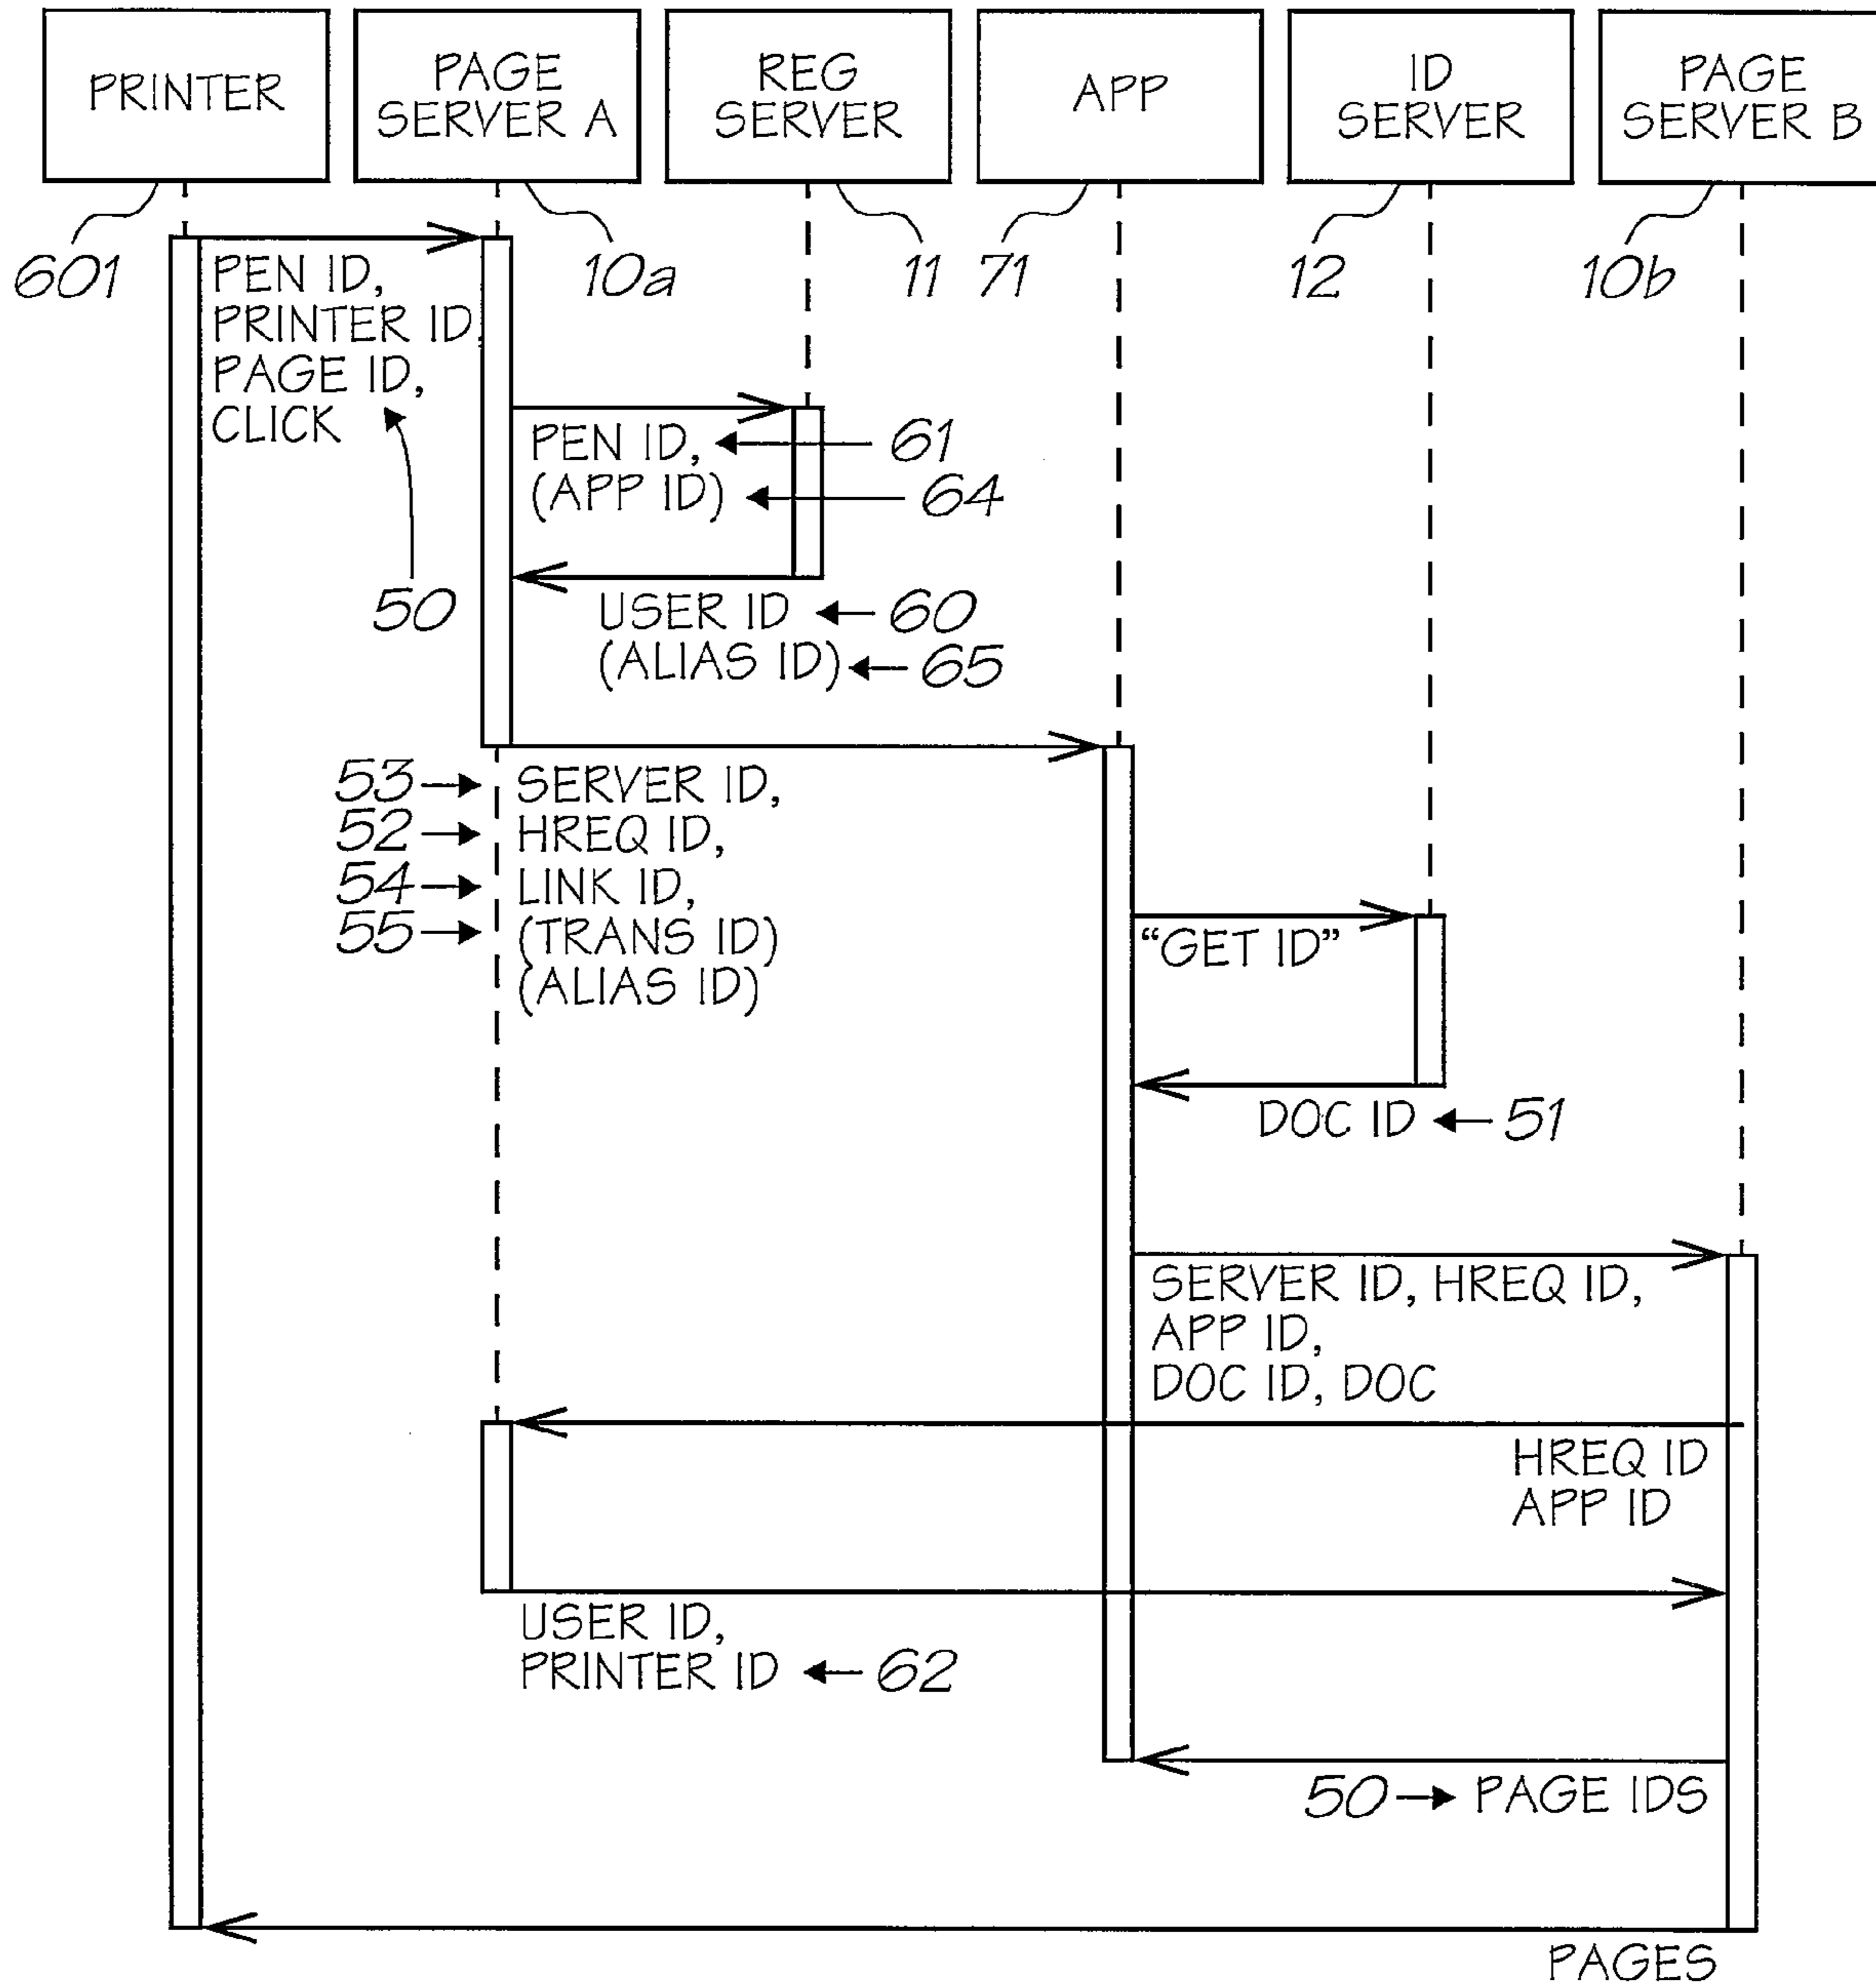 PRINTER
PAGE
SERVER A
REG
SERVER
APP
ID
SERVER
PAGE
SERVER B
601
10a
11
71
12
10b
PEN ID,
PRINTER ID,
PAGE ID,
CLICK
50
PEN ID,
61
(APP ID)
64
USER ID
60
(ALIAS ID)
65
53
SERVER ID,
52
HREQ ID,
54
LINK ID,
55
(TRANS ID)
(ALIAS ID)
“GET ID”
DOC ID
51
SERVER ID, HREQ ID,
APP ID,
DOC ID, DOC
HREQ ID
APP ID
USER ID,
PRINTER ID
62
50
PAGE IDS
PAGES